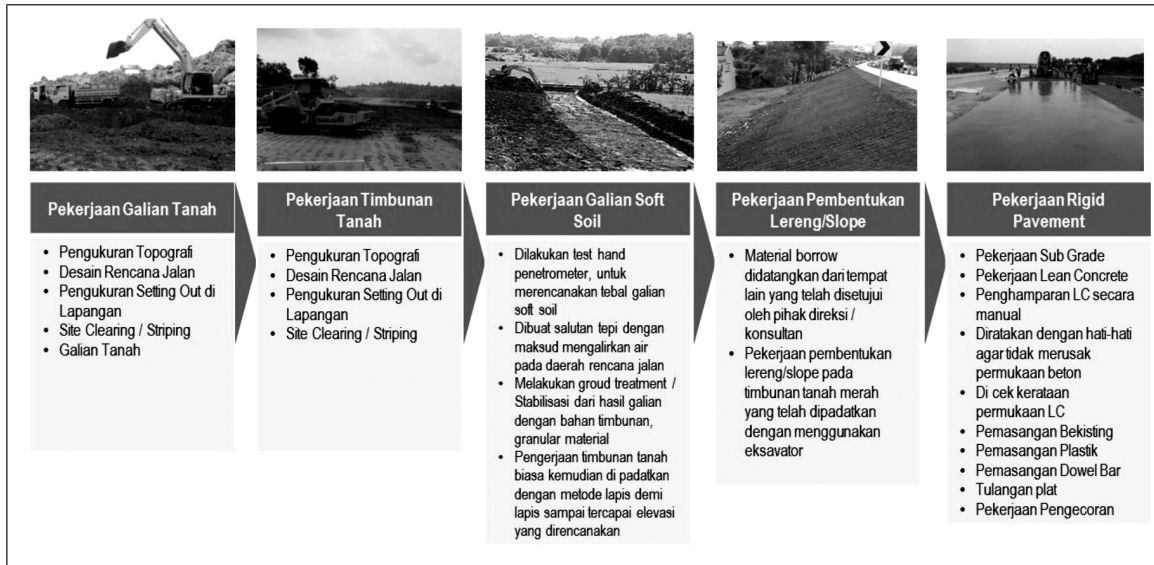 Pekerjaan Galian Tanah
• Pengukuran Topografi
• Desain Rencana Jalan
• Pengukuran Setting Out di
Lapangan
• Site Clearing / Striping
• Galian Tanah
Pekerjaan Timbunan
Tanah
• Pengukuran Topografi
• Desain Rencana Jalan
• Pengukuran Setting Out di
Lapangan
• Site Clearing / Striping
Pekerjaan Galian Soft
Soil
• Dilakukan test hand
penetrometer, untuk
merencanakan tebal galian
soft soil
• Dibuat salutan tepi dengan
maksud mengalirkan air
pada daerah rencana jalan
• Melakukan groud treatment /
Stabilisasi dari hasil galian
dengan bahan timbunan,
granular material
• Pengerjaan timbunan tanah
biasa kemudian di padatkan
dengan metode lapis demi
lapis sampai tercapai elevasi
yang direncanakan
Pekerjaan Pembentukan
Lereng/Slope
• Material borrow
didatangkan dari tempat
lain yang telah disetujui
oleh pihak direksi /
konsultan
• Pekerjaan pembentukan
lereng/slope pada
timbunan tanah merah
yang telah dipadatkan
dengan menggunakan
eksavator
Pekerjaan Rigid
Pavement
• Pekerjaan Sub Grade
• Pekerjaan Lean Concrete
• Penghamparan LC secara
manual
• Diratakan dengan hati-hati
agar tidak merusak
permukaan beton
• Di cek kerataan
permukaan LC
• Pemasangan Bekisting
• Pemasangan Plastik
• Pemasangan Dowel Bar
• Tulangan plat
• Pekerjaan Pengecoran